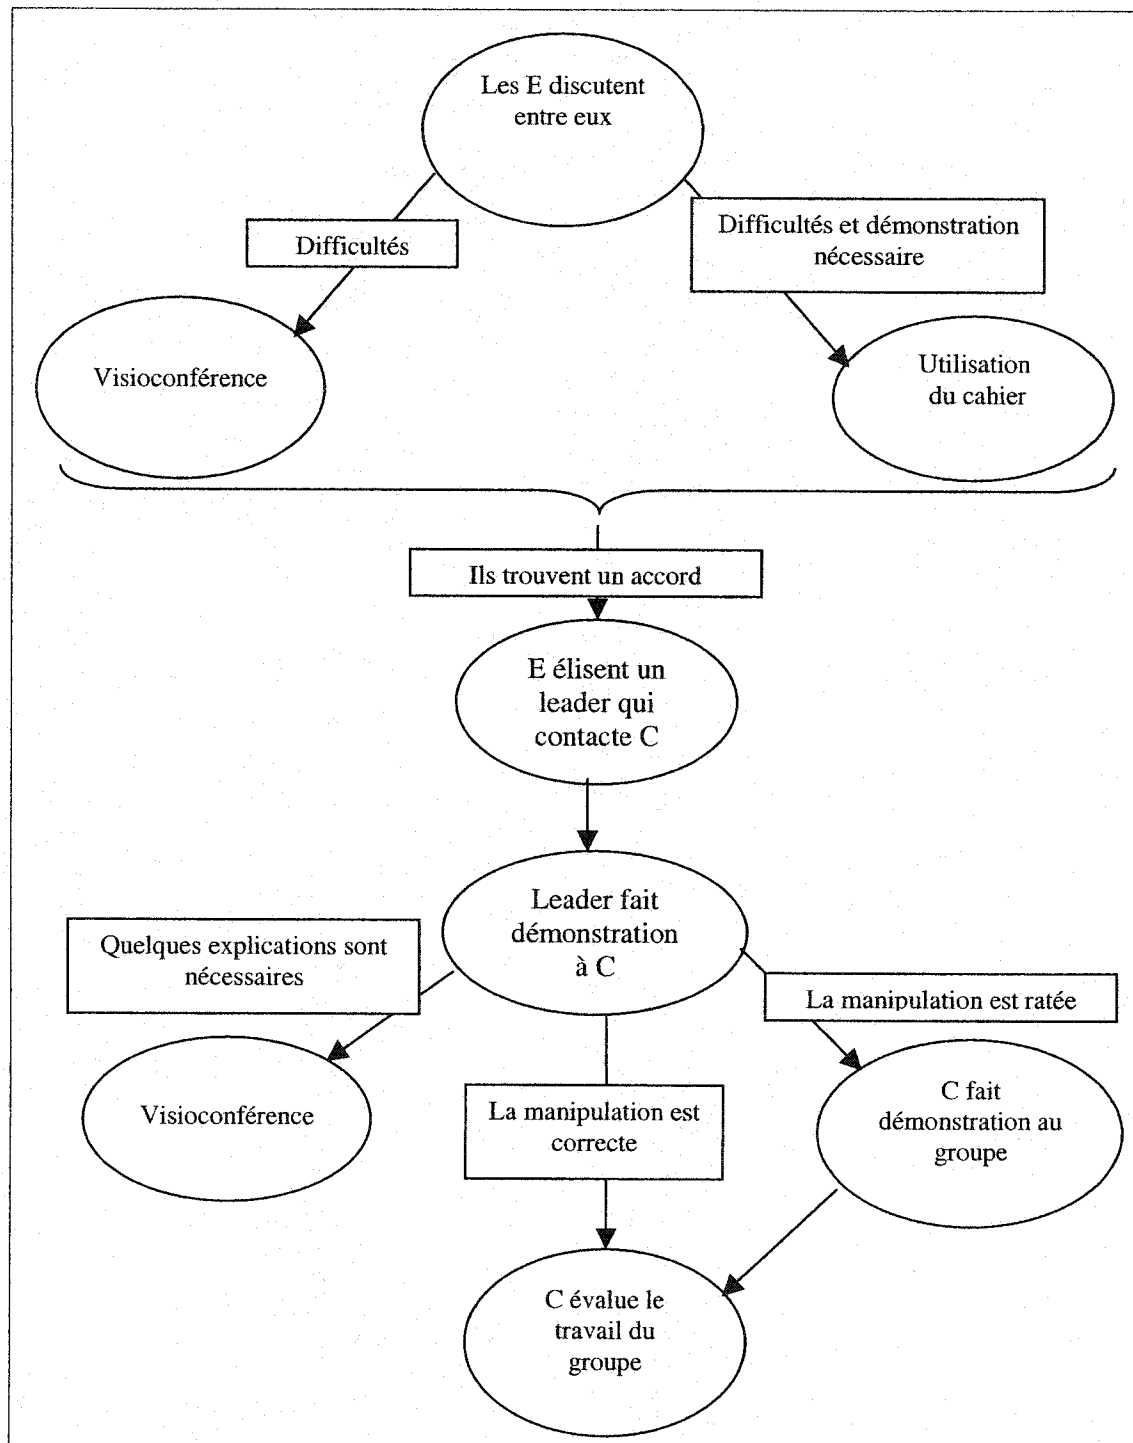 Les E discutent
entre eux
Difficultés
Difficultés et démonstration
nécessaire
Visioconférence
Utilisation
du cahier
Ils trouvent un accord
E élisent un
leader qui
contacte C
Leader fait
démonstration
à C
Quelques explications sont
nécessaires
La manipulation est ratée
Visioconférence
La manipulation est
correcte
C fait
démonstration au
groupe
C évalue le
travail du
groupe